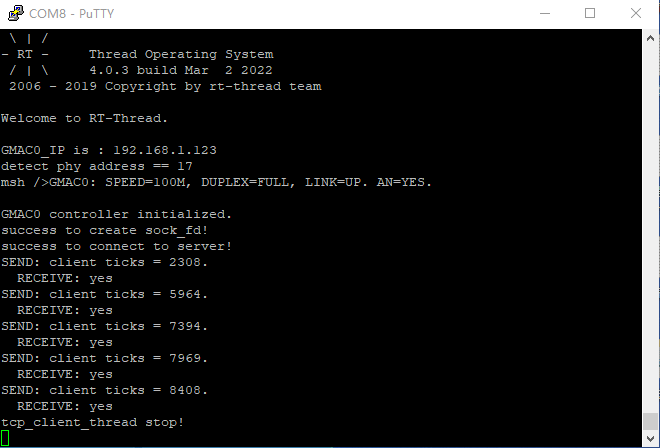 COM8 - PuTTY
 \ | /
- RT -     Thread Operating System
 / | \     4.0.3 build Mar  2 2022
 2006 - 2019 Copyright by rt-thread team
Welcome to RT-Thread.
GMAC0_IP is : 192.168.1.123
detect phy address == 17
msh />GMAC0: SPEED=100M, DUPLEX=FULL, LINK=UP. AN=YES.
GMAC0 controller initialized.
success to create sock_fd!
success to connect to server!
SEND: client ticks = 2308.
  RECEIVE: yes
SEND: client ticks = 5964.
  RECEIVE: yes
SEND: client ticks = 7394.
  RECEIVE: yes
SEND: client ticks = 7969.
  RECEIVE: yes
SEND: client ticks = 8408.
  RECEIVE: yes
tcp_client_thread stop!